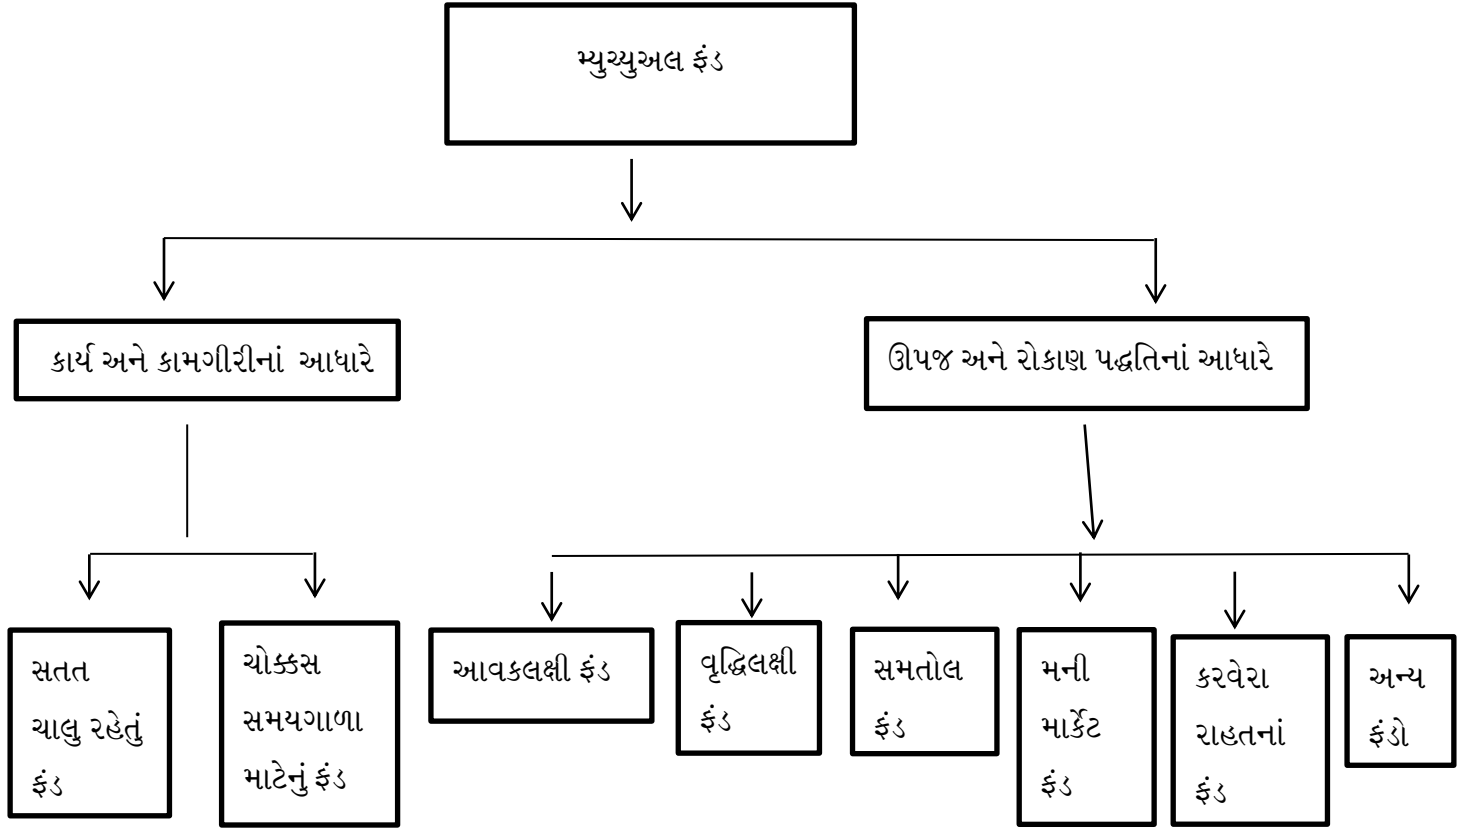 મ્યુચ્યુઅલ ફંડ
કાર્ય અને કામગીરીનાં આધારે
ઊપજ અને રોકાણ પદ્ધતિનાં આધારે
સતત
ચાલુ રહેતું
ફંડ
ચોક્કસ
સમયગાળા
માટેનું ફંડ
આવકલક્ષી ફંડ
વૃદ્ધિલક્ષી
ફંડ
સમતોલ
ફંડ
મની
માર્કેટ
ફંડ
કરવેરા
રાહતનાં
ફંડ
અન્ય
ફંડો